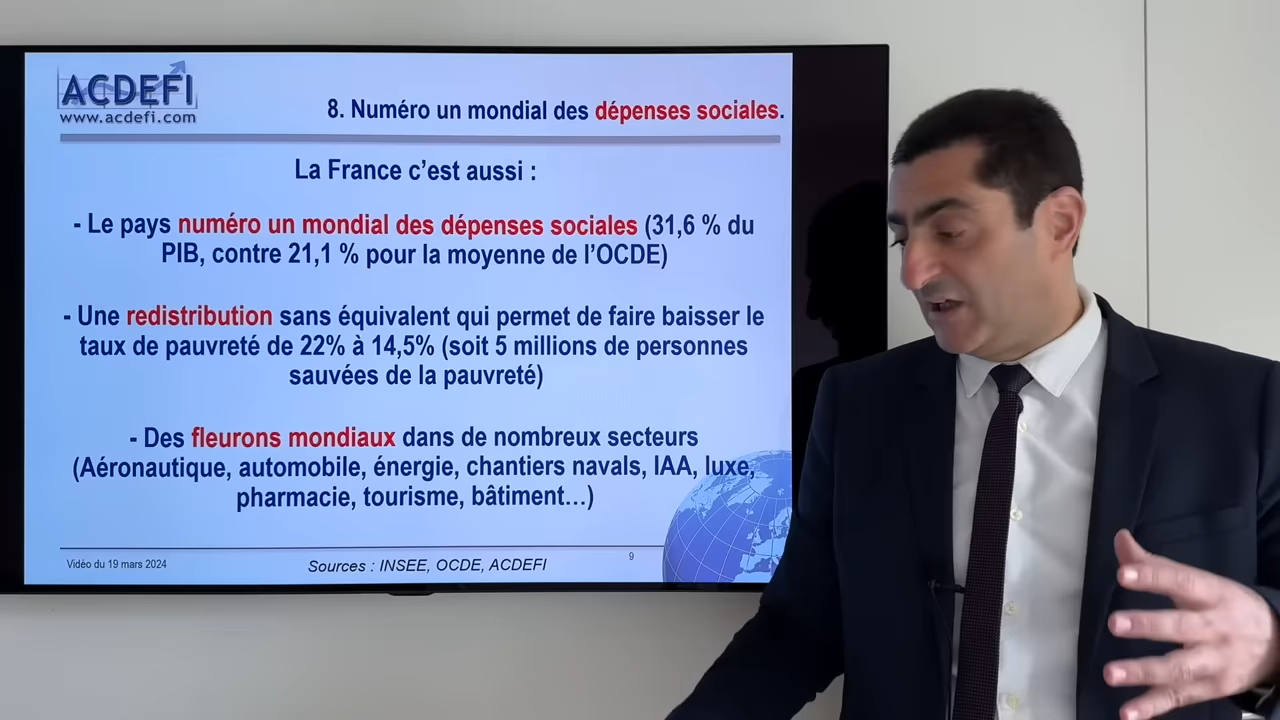 ACDEFI
www.acdefi.com
8. Numéro un mondial des dépenses sociales.
La France c’est aussi :
- Le pays numéro un mondial des dépenses sociales (31,6 % du
PIB, contre 21,1 % pour la moyenne de l’OCDE)
- Une redistribution sans équivalent qui permet de faire baisser le
taux de pauvreté de 22% à 14,5% (soit 5 millions de personnes
sauvées de la pauvreté)
- Des fleurons mondiaux dans de nombreux secteurs
(Aéronautique, automobile, énergie, chantiers navals, IAA, luxe,
pharmacie, tourisme, bâtiment…)
Vidéo du 19 mars 2024
Sources : INSEE, OCDE, ACDEFI
9